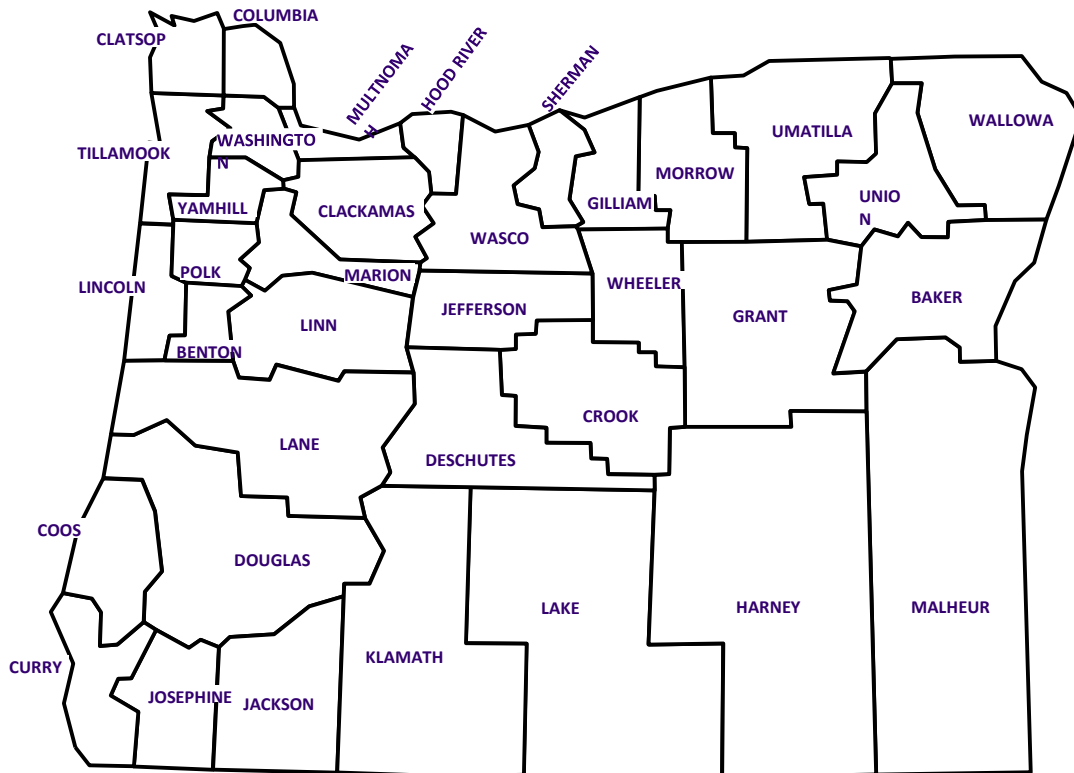 COLUMBIA
CLATSOP
MULTNOMA
H
HOOD RIVER
SHERMAN
WASHINGTO
N
TILLAMOOK
UMATILLA
WALLOWA
MORROW
UNIO
N
YAMHILL
CLACKAMAS
GILLIAM
WASCO
POLK
MARION
LINCOLN
WHEELER
JEFFERSON
LINN
GRANT
BAKER
BENTON
CROOK
LANE
DESCHUTES
COOS
DOUGLAS
LAKE
HARNEY
MALHEUR
CURRY
KLAMATH
JOSEPHINE
JACKSON